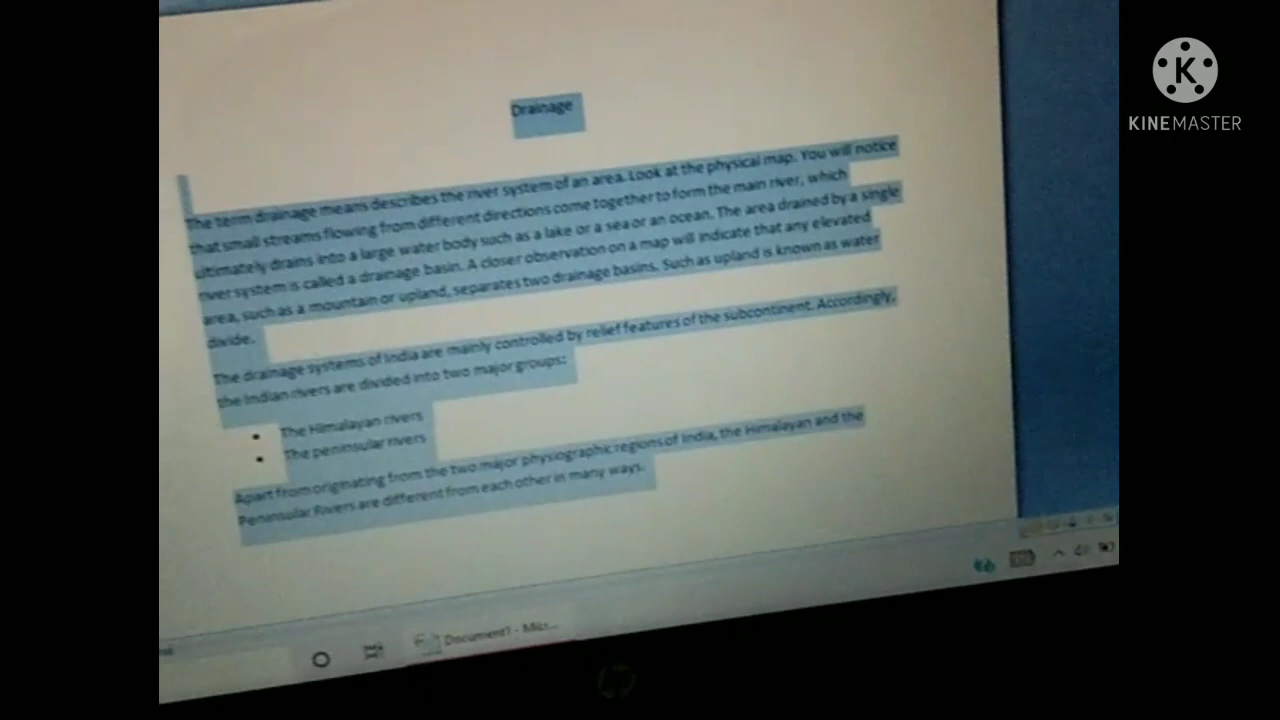 K
KINEMASTER
Drainage
The term drainage means describes the river system of an area. Look at the physical map. You will notice
that small streams flowing from different directions come together to form the main river, which
ultimately drains into a large water body such as a lake or a sea or an ocean. The area drained by a single
river system is called a drainage basin. A closer observation on a map will indicate that any elevated
area, such as a mountain or upland, separates two drainage basins. Such as upland is known as water
divide.
The drainage systems of India are mainly controlled by relief features of the subcontinent. Accordingly,
the Indian rivers are divided into two major groups:
• The Himalayan rivers
• The peninsular rivers
Apart from originating from the two major physiographic regions of India, the Himalayan and the
Peninsular Rivers are different from each other in many ways.
Document1 - Micr...
hp